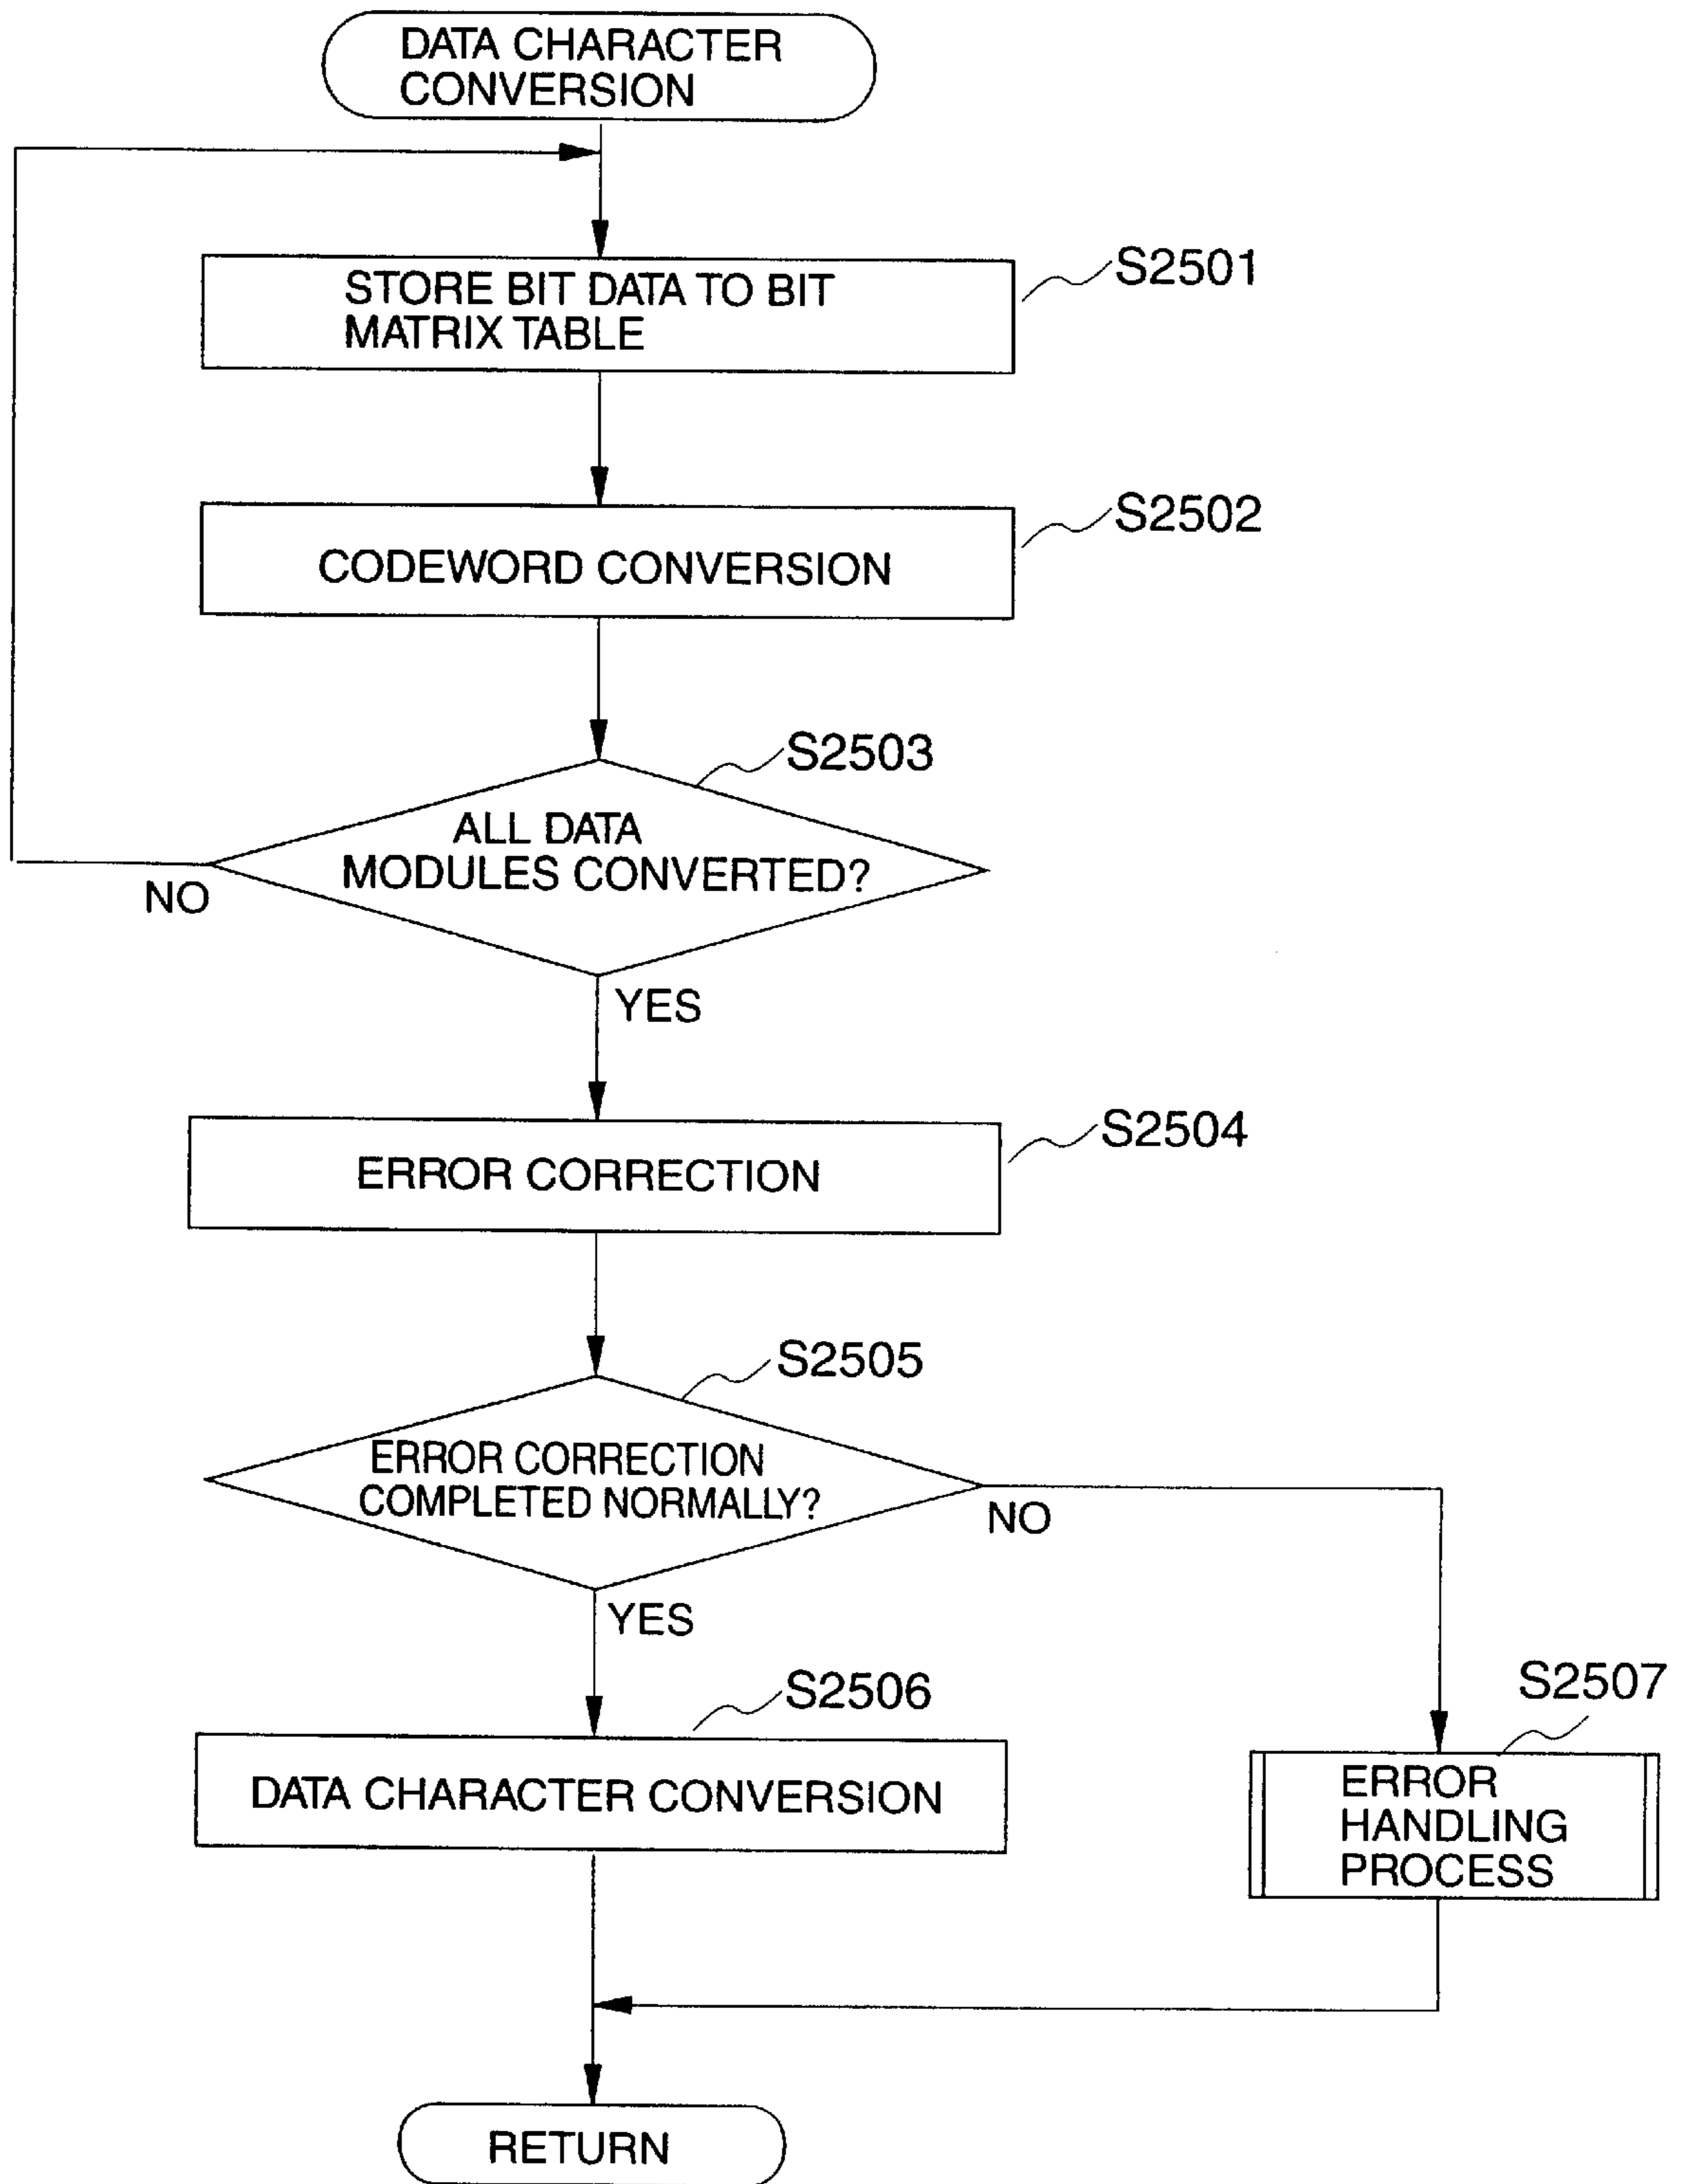 DATA CHARACTER
CONVERSION
STORE BIT DATA TO BIT
MATRIX TABLE
S2501
CODEWORD CONVERSION
S2502
S2503
ALL DATA
MODULES CONVERTED?
NO
YES
ERROR CORRECTION
S2504
S2505
ERROR CORRECTION
COMPLETED NORMALLY?
NO
YES
S2506
DATA CHARACTER CONVERSION
S2507
ERROR
HANDLING
PROCESS
RETURN